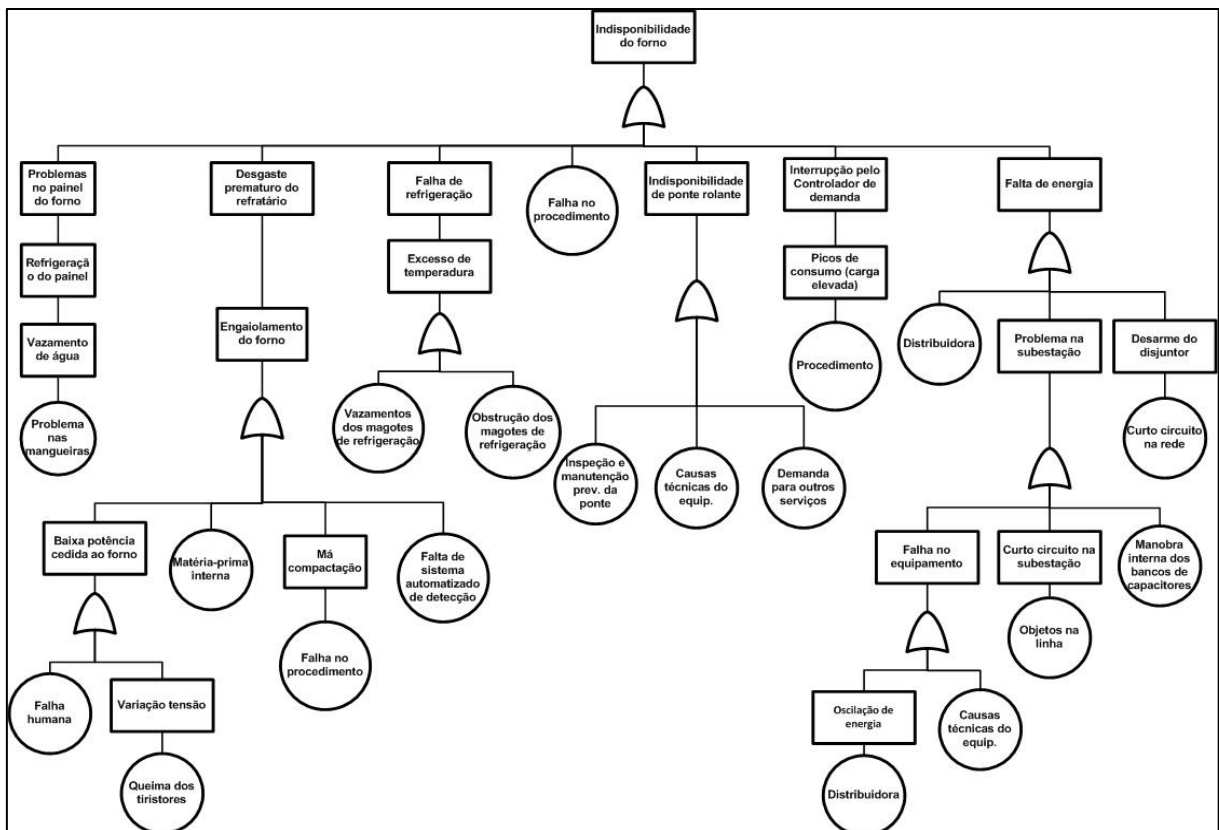 Indisponibilidade
do forno
Problemas
no painel
do forno
Desgaste
prematuro do
refratário
Falha de
refrigeração
Falha no
procedimento
Indisponibilidade
de ponte rolante
Interrupção pelo
Controlador de
demanda
Falta de energia
Refrigeraçã
o do painel
Excesso de
temperatura
Picos de
consumo (carga
elevada)
Vazamento
de água
Engaiolamento
do forno
Procedimento
Distribuidora
Problema na
subestação
Desarme do
disjuntor
Problema
nas
mangueiras
Vazamentos
dos magotes
de refrigeração
Obstrução dos
magotes de
refrigeração
Curto circuito
na rede
Inspeção e
manutenção
prev. da
ponte
Causas
técnicas do
equip.
Demanda
para outros
serviços
Baixa potência
cedida ao forno
Matéria-prima
interna
Má
compactação
Falta de
sistema
automatizado
de detecção
Falha no
equipamento
Curto circuito na
subestação
Manobra
interna dos
bancos de
capacitores
Falha no
procedimento
Objetos na
linha
Falha
humana
Variação tensão
Oscilação de
energia
Causas
técnicas do
equip.
Queima dos
tiristores
Distribuidora